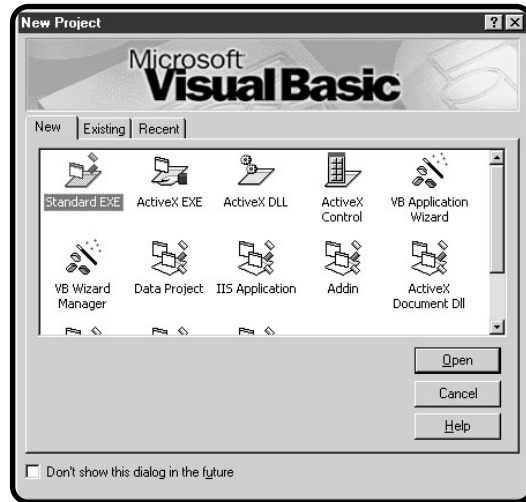 New Project
Microsoft
Visual Basic
New Existing Recent
Standard EXE ActiveX EXE ActiveX DLL ActiveX Control VB Application Wizard
VB Wizard Manager Data Project IIS Application Addin ActiveX Document Dll
Open
Cancel
Help
Don't show this dialog in the future